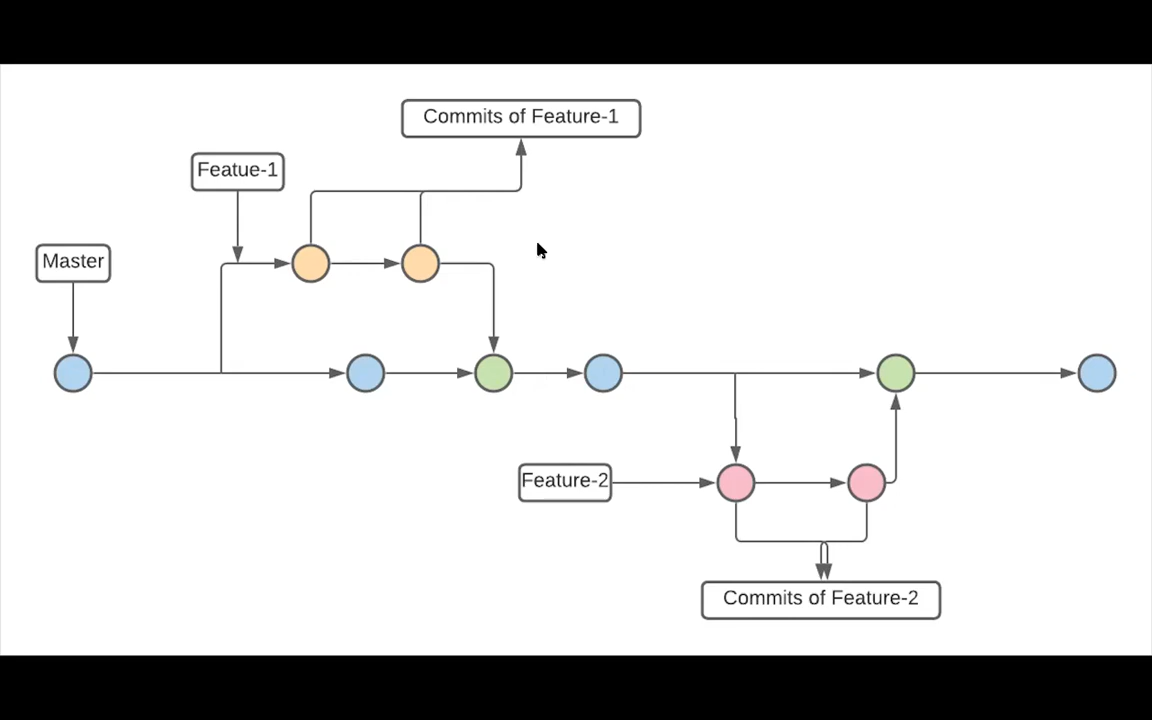 Commits of Feature-1
Featue-1
Master
Feature-2
Commits of Feature-2